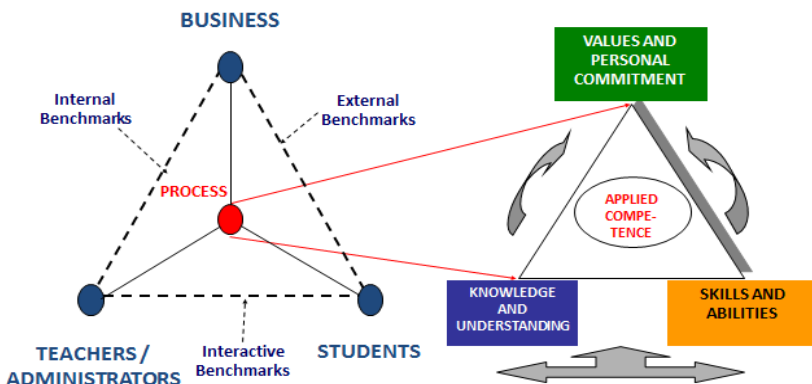 BUSINESS
Internal
Benchmarks
External
Benchmarks
PROCESS
TEACHERS /
ADMINISTRATORS
Interactive
Benchmarks
STUDENTS
VALUES AND
PERSONAL
COMMITMENT
APPLIED
COMPE-
TENCE
KNOWLEDGE
AND
UNDERSTANDING
SKILLS AND
ABILITIES